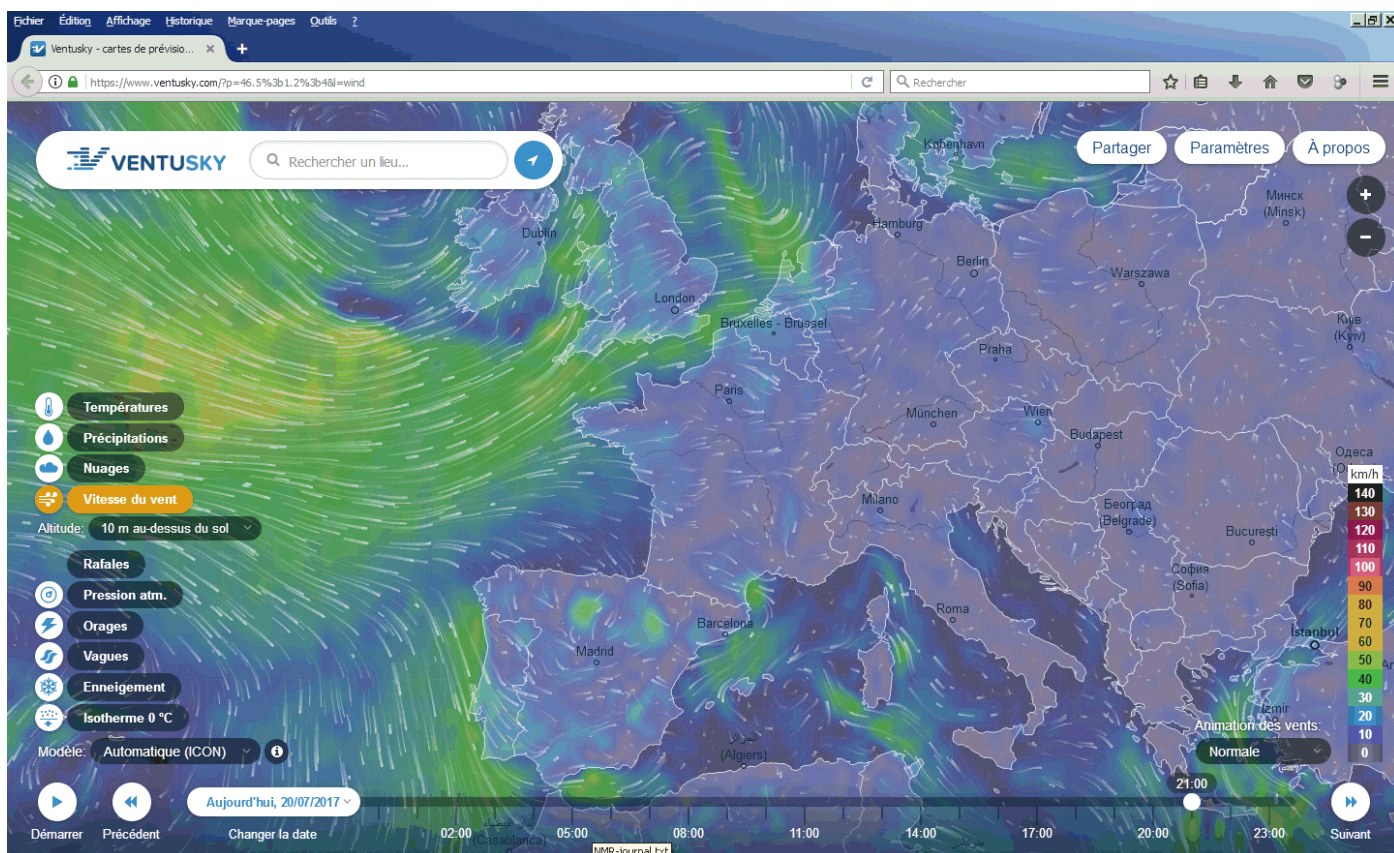 Fichier Édition Affichage Historique Marque-pages Outils ?
Ventusky - cartes de prévisio... × +
https://www.ventusky.com/?p=46.5%3b1.2%3b4&l=wind
Rechercher
VENTUSKY
Rechercher un lieu...
Partager
Paramètres
À propos
København
Минск
(Minsk)
+
−
Dublin
Hamburg
Berlin
Warszawa
London
Bruxelles - Brussel
Київ
(Kyiv)
Praha
Paris
München
Wien
Budapest
Températures
Précipitations
Nuages
Vitesse du vent
Altitude: 10 m au-dessus du sol
Rafales
Pression atm.
Orages
Vagues
Enneigement
Isotherme 0 °C
Modèle: Automatique (ICON)
Milano
Београд
(Belgrade)
București
София
(Sofia)
Roma
Barcelona
Madrid
İstanbul
İzmir
الجزائر
(Algiers)
Одеса
km/h
140
130
120
110
100
90
80
70
60
50
40
30
20
10
0
Animation des vents:
Normale
21:00
Aujourd'hui, 20/07/2017
Démarrer
Précédent
Changer la date
02:00 05:00 08:00 11:00 14:00 17:00 20:00 23:00
Suivant
(Casablanca)
NMR-journal.txt